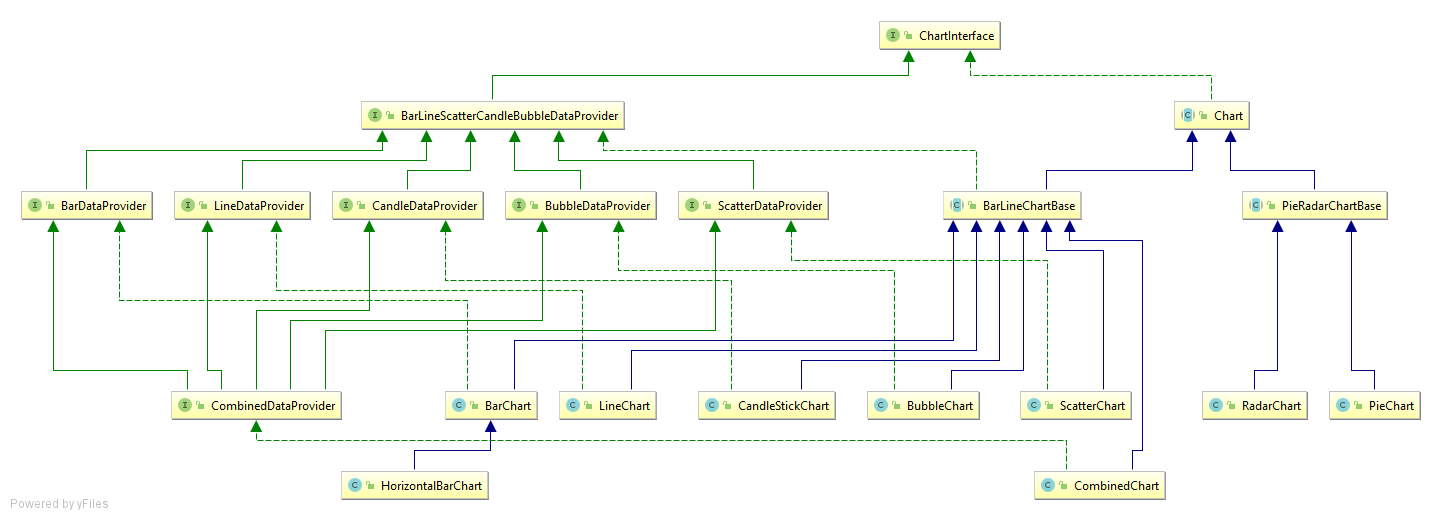 ChartInterface
BarLineScatterCandleBubbleDataProvider
Chart
BarDataProvider
LineDataProvider
CandleDataProvider
BubbleDataProvider
ScatterDataProvider
BarLineChartBase
PieRadarChartBase
CombinedDataProvider
BarChart
LineChart
CandleStickChart
BubbleChart
ScatterChart
RadarChart
PieChart
HorizontalBarChart
CombinedChart
Powered by yFiles